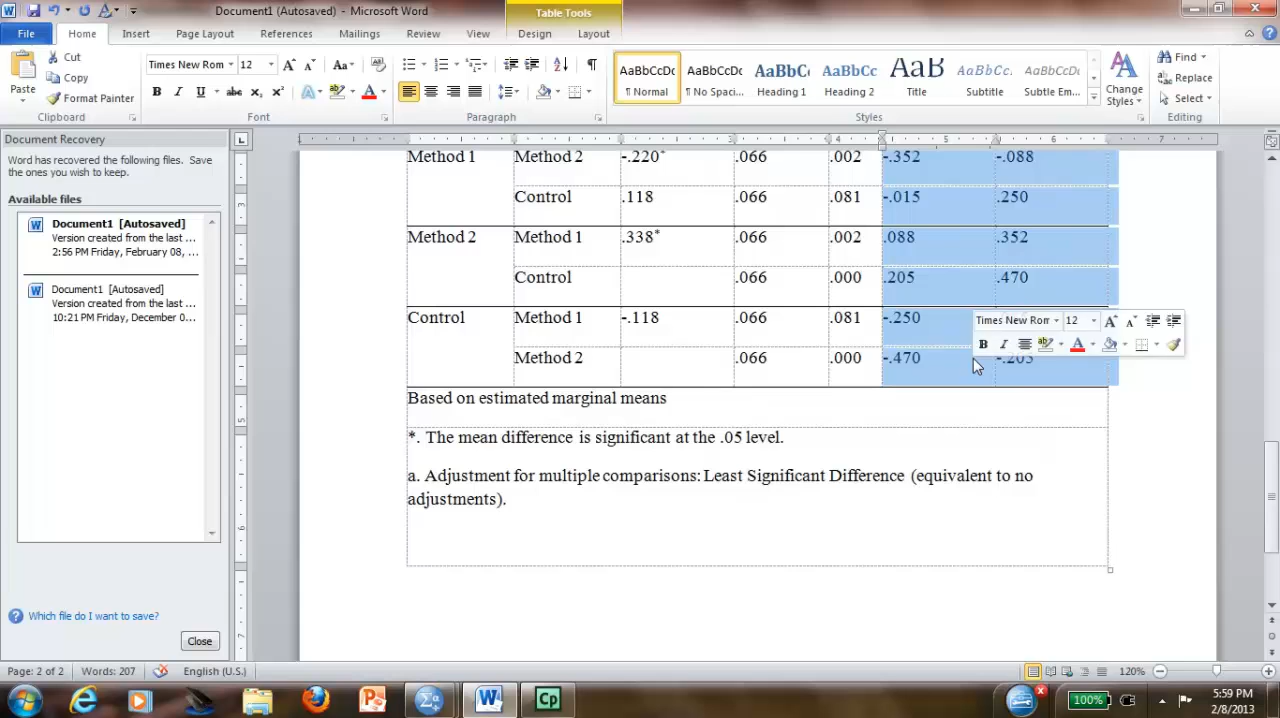 Document1 (Autosaved) - Microsoft Word
Table Tools
File Home Insert Page Layout References Mailings Review View Design Layout
Paste
Cut
Copy
Format Painter
Clipboard
Times New Rom 12
Font
Paragraph
AaBbCcDc AaBbCcDc AaBbC AaBbCc AaB AaBbCc. AaBbCcDc
¶ Normal ¶ No Spaci... Heading 1 Heading 2 Title Subtitle Subtle Em...
Styles
Change Styles
Find
Replace
Select
Editing
Document Recovery
Word has recovered the following files. Save
the ones you wish to keep.
Available files
Document1 [Autosaved]
Version created from the last ...
2:56 PM Friday, February 08, ...
Document1 [Autosaved]
Version created from the last ...
10:21 PM Friday, December 0...
Which file do I want to save?
Close
3 4 5 6 7
Method 1 Method 2 -.220* .066 .002 -.352 -.088
Control .118 .066 .081 -.015 .250
Method 2 Method 1 .338* .066 .002 .088 .352
Control .066 .000 .205 .470
Control Method 1 -.118 .066 .081 -.250
Times New Rom 12
Method 2 .066 .000 -.470 -.205
Based on estimated marginal means
*. The mean difference is significant at the .05 level.
a. Adjustment for multiple comparisons: Least Significant Difference (equivalent to no
adjustments).
Page: 2 of 2 Words: 207 English (U.S.) 120%
100%
5:59 PM
2/8/2013